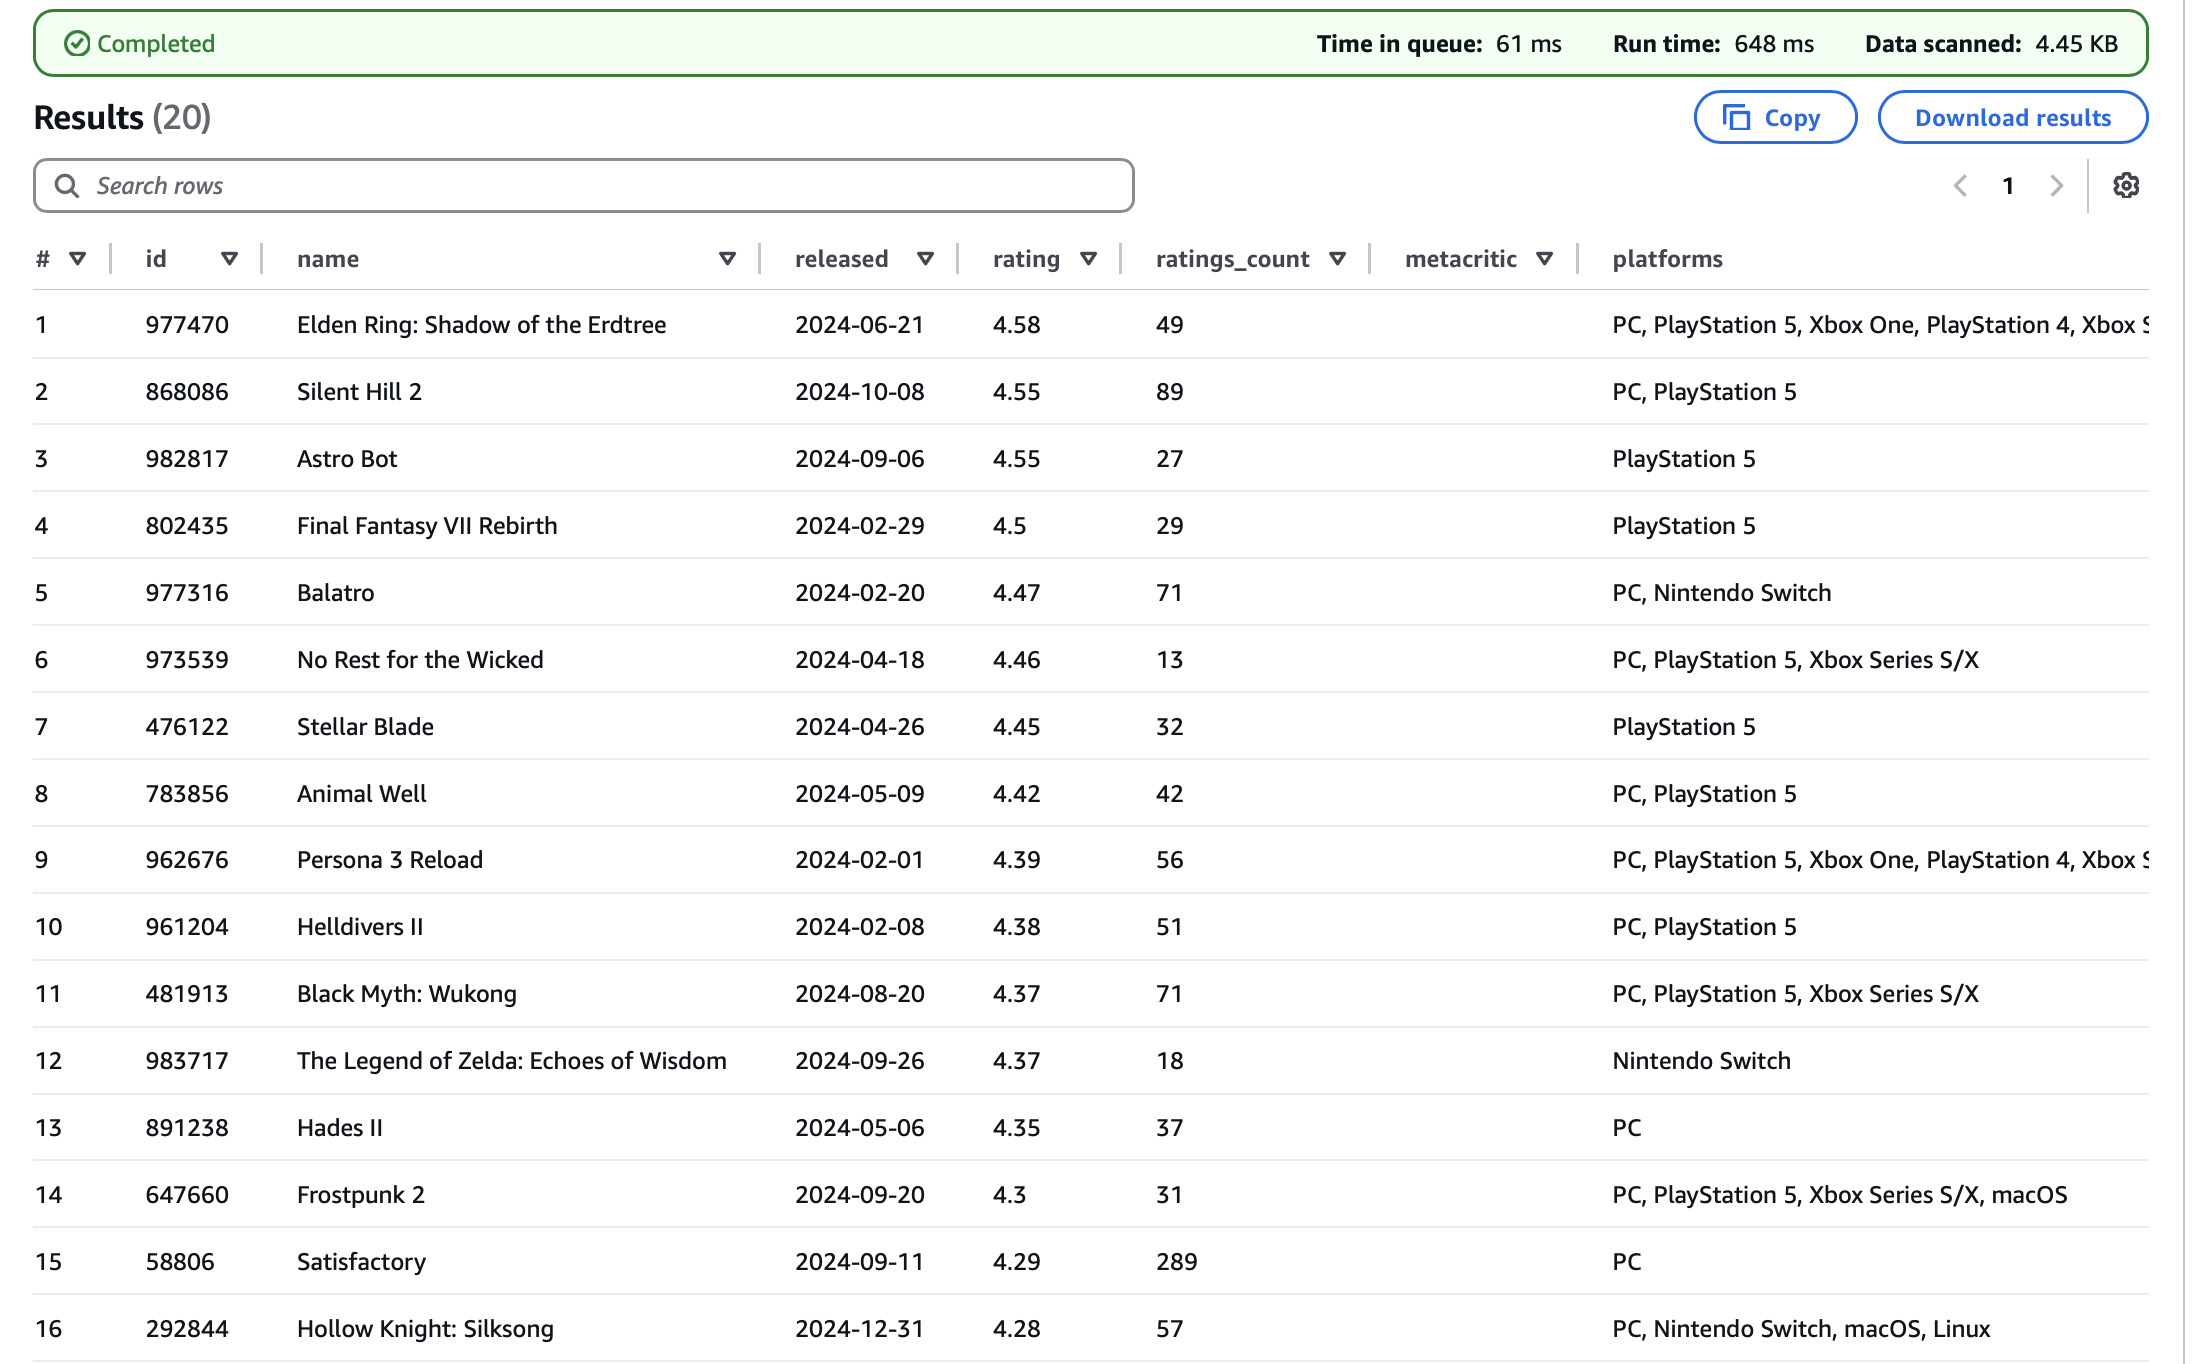 Completed Time in queue: 61 ms Run time: 648 ms Data scanned: 4.45 KB
Results (20) Copy Download results
Search rows 1
# id name released rating ratings_count metacritic platforms
1 977470 Elden Ring: Shadow of the Erdtree 2024-06-21 4.58 49 PC, PlayStation 5, Xbox One, PlayStation 4, Xbox S
2 868086 Silent Hill 2 2024-10-08 4.55 89 PC, PlayStation 5
3 982817 Astro Bot 2024-09-06 4.55 27 PlayStation 5
4 802435 Final Fantasy VII Rebirth 2024-02-29 4.5 29 PlayStation 5
5 977316 Balatro 2024-02-20 4.47 71 PC, Nintendo Switch
6 973539 No Rest for the Wicked 2024-04-18 4.46 13 PC, PlayStation 5, Xbox Series S/X
7 476122 Stellar Blade 2024-04-26 4.45 32 PlayStation 5
8 783856 Animal Well 2024-05-09 4.42 42 PC, PlayStation 5
9 962676 Persona 3 Reload 2024-02-01 4.39 56 PC, PlayStation 5, Xbox One, PlayStation 4, Xbox S
10 961204 Helldivers II 2024-02-08 4.38 51 PC, PlayStation 5
11 481913 Black Myth: Wukong 2024-08-20 4.37 71 PC, PlayStation 5, Xbox Series S/X
12 983717 The Legend of Zelda: Echoes of Wisdom 2024-09-26 4.37 18 Nintendo Switch
13 891238 Hades II 2024-05-06 4.35 37 PC
14 647660 Frostpunk 2 2024-09-20 4.3 31 PC, PlayStation 5, Xbox Series S/X, macOS
15 58806 Satisfactory 2024-09-11 4.29 289 PC
16 292844 Hollow Knight: Silksong 2024-12-31 4.28 57 PC, Nintendo Switch, macOS, Linux